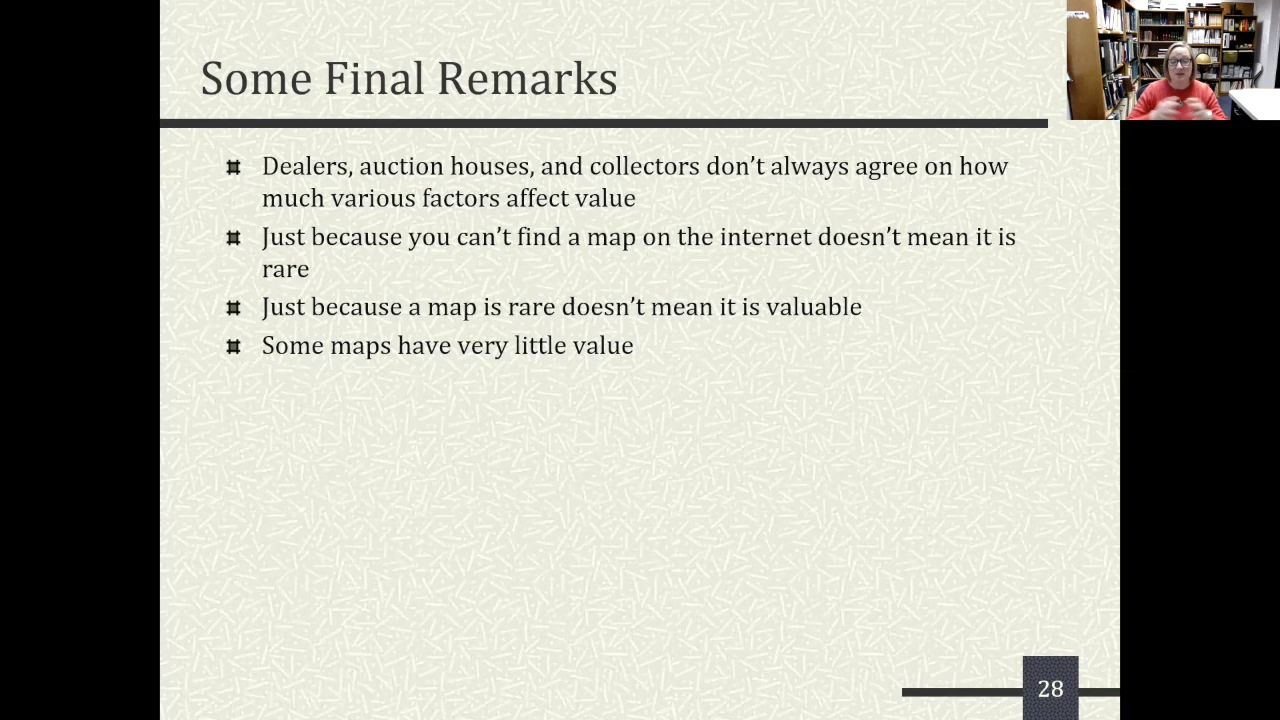 Some Final Remarks
Dealers, auction houses, and collectors don’t always agree on how
much various factors affect value
Just because you can’t find a map on the internet doesn’t mean it is
rare
Just because a map is rare doesn’t mean it is valuable
Some maps have very little value
28